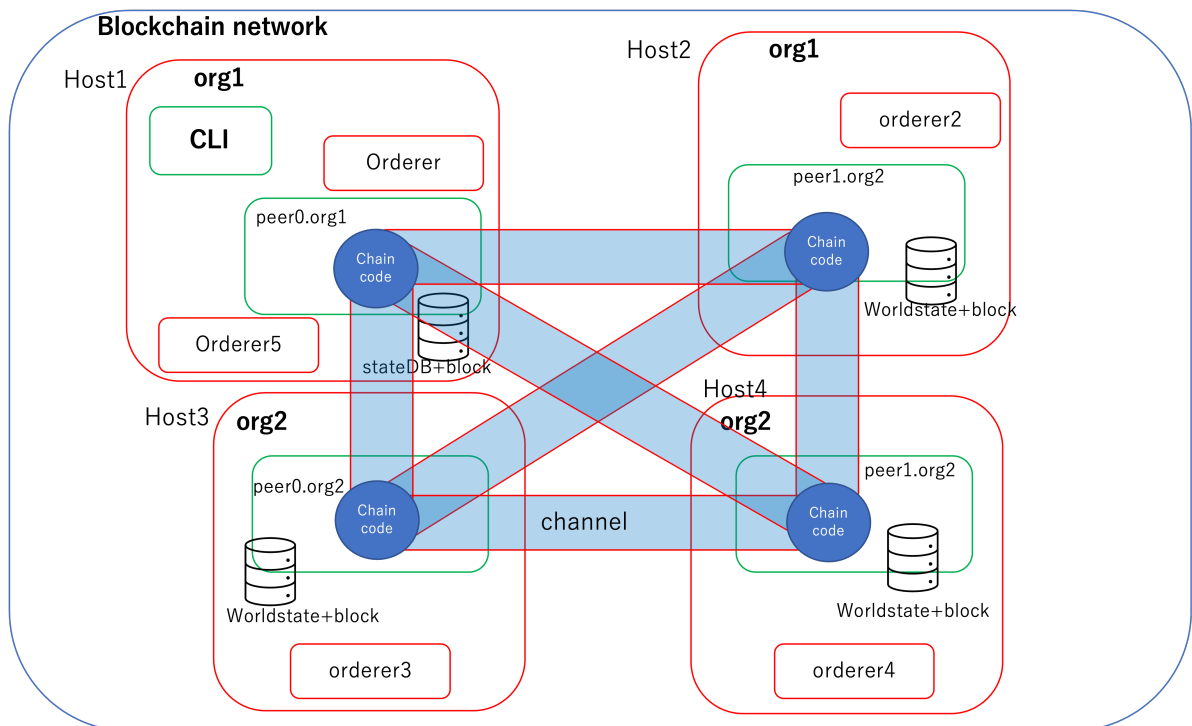 Blockchain network
Host1
org1
CLI
Orderer
peer0.org1
Chain
code
Orderer5
stateDB+block
Host2
org1
orderer2
peer1.org2
Chain
code
Worldstate+block
Host3
org2
peer0.org2
Chain
code
Worldstate+block
orderer3
channel
Host4
org2
peer1.org2
Chain
code
Worldstate+block
orderer4